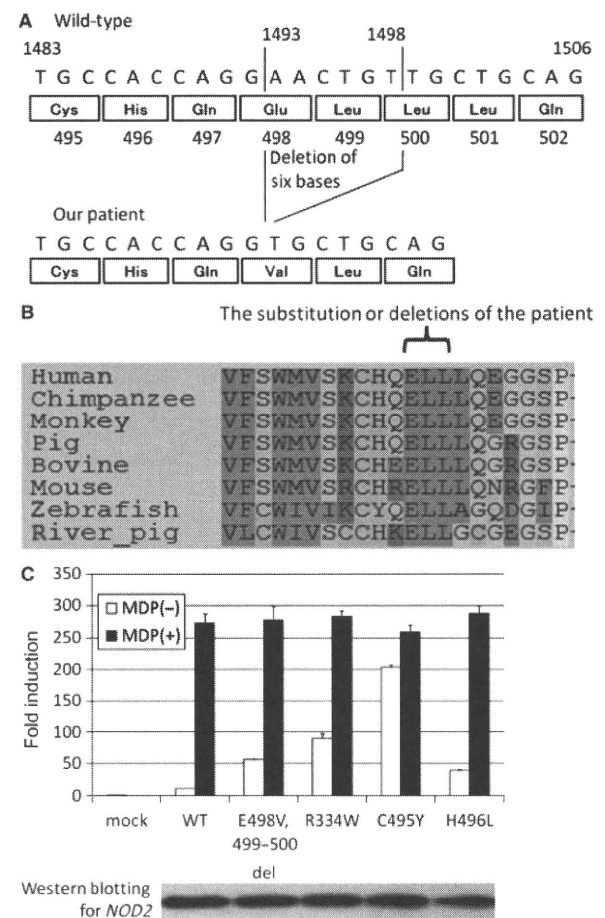 A Wild-type
1493 1498
1483 1506
T G C C A C C A G G A A C T G T T G C T G C A G
Cys His Gln Glu Leu Leu Leu Gln
495 496 497 498 499 500 501 502
Deletion of
six bases
Our patient
T G C C A C C A G G T G C T G C A G
Cys His Gln Val Leu Gln
B
The substitution or deletions of the patient
Human VFSWMVSKCHQELLLQEGGSP
Chimpanzee VFSWMVSKCHQELLLQEGGSP
Monkey VFSWMVSKCHQELLLQEGGSP
Pig VFSWMVSKCHQELLLQGRGSP
Bovine VFSWMVSKCHEELLLQGRGSP
Mouse VFSWMVSRCHRELLLQNRGFP
Zebrafish VFCWIVIKCYQELLAGQDGIP
River_pig VLCWIVSCCHKELLGCGEGSP
C
350
300
250
200
150
100
50
0
Fold induction
MDP(−)
MDP(+)
mock WT E498V, 499–500 del R334W C495Y H496L
Western blotting
for NOD2